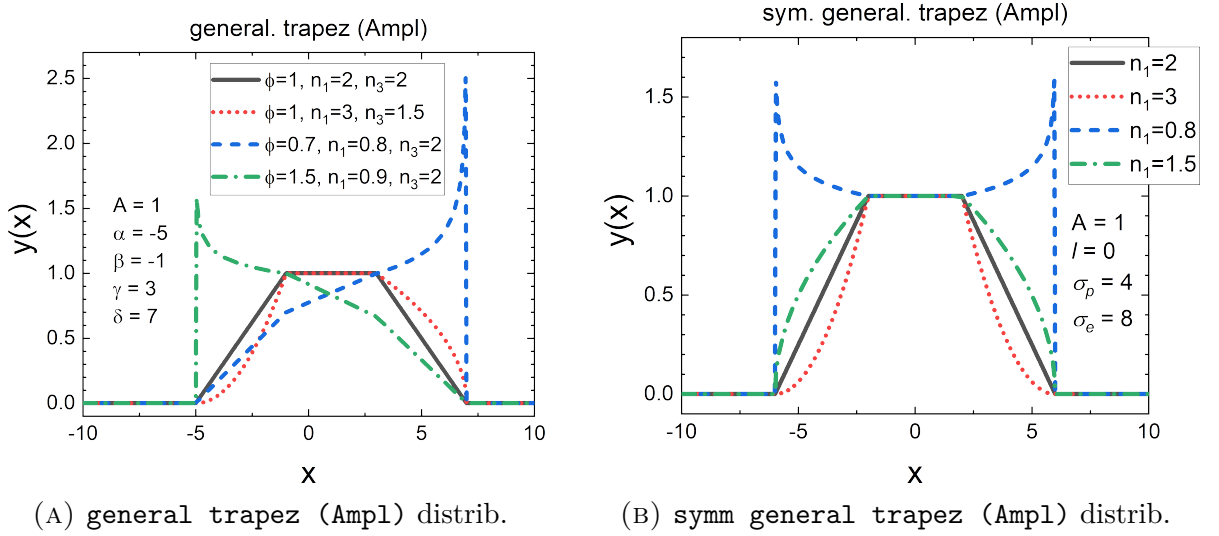 general. trapez (Ampl)
ϕ=1, n₁=2, n₃=2
ϕ=1, n₁=3, n₃=1.5
ϕ=0.7, n₁=0.8, n₃=2
ϕ=1.5, n₁=0.9, n₃=2
A = 1
α = -5
β = -1
γ = 3
δ = 7
y(x)
2.5
2.0
1.5
1.0
0.5
0.0
-10 -5 0 5 10
x
(A) general trapez (Ampl) distrib.
sym. general trapez (Ampl)
n₁=2
n₁=3
n₁=0.8
n₁=1.5
A = 1
l = 0
σₚ = 4
σₑ = 8
y(x)
1.5
1.0
0.5
0.0
-10 -5 0 5 10
x
(B) symm general trapez (Ampl) distrib.